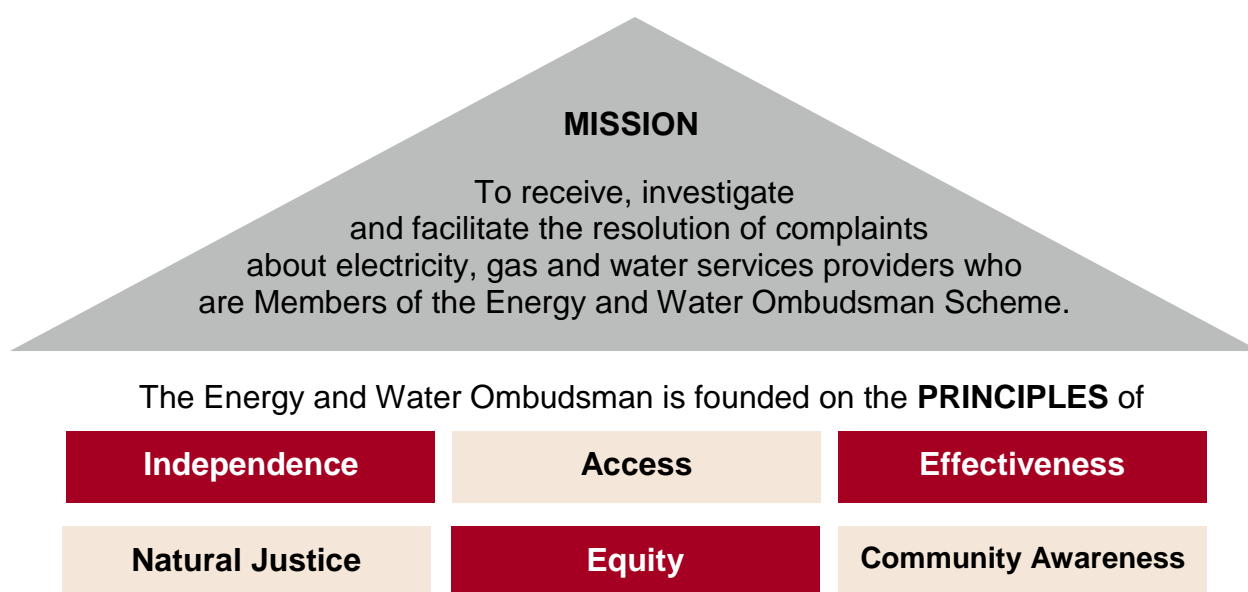 MISSION
To receive, investigate
and facilitate the resolution of complaints
about electricity, gas and water services providers who
are Members of the Energy and Water Ombudsman Scheme.
The Energy and Water Ombudsman is founded on the PRINCIPLES of
Independence
Access
Effectiveness
Natural Justice
Equity
Community Awareness